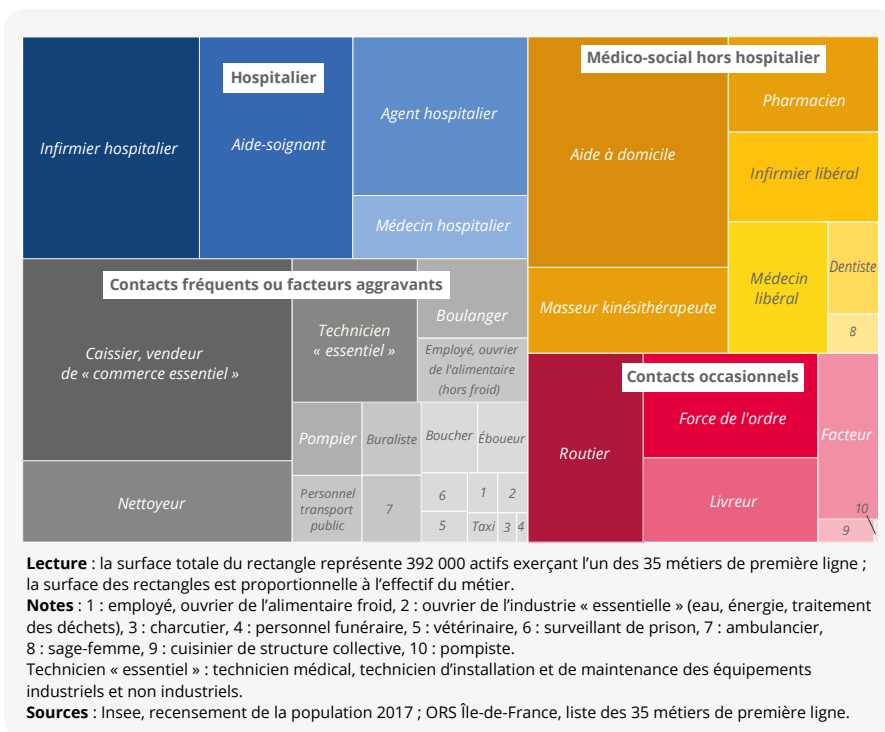 Hospitalier
Infirmier hospitalier
Aide-soignant
Agent hospitalier
Médecin hospitalier
Médico-social hors hospitalier
Aide à domicile
Pharmacien
Infirmier libéral
Masseur kinésithérapeute
Médecin
libéral
Dentiste
8
Contacts fréquents ou facteurs aggravants
Caissier, vendeur
de « commerce essentiel »
Nettoyeur
Technicien
« essentiel »
Boulanger
Employé, ouvrier
de l'alimentaire
(hors froid)
Pompier
Buraliste
Boucher
Éboueur
Personnel
transport
public
7
6
5
1
2
Taxi
3
4
Contacts occasionnels
Routier
Force de l'ordre
Livreur
Facteur
10
9
Lecture : la surface totale du rectangle représente 392 000 actifs exerçant l’un des 35 métiers de première ligne ;
la surface des rectangles est proportionnelle à l’effectif du métier.
Notes : 1 : employé, ouvrier de l’alimentaire froid, 2 : ouvrier de l’industrie « essentielle » (eau, énergie, traitement
des déchets), 3 : charcutier, 4 : personnel funéraire, 5 : vétérinaire, 6 : surveillant de prison, 7 : ambulancier,
8 : sage-femme, 9 : cuisinier de structure collective, 10 : pompiste.
Technicien « essentiel » : technicien médical, technicien d’installation et de maintenance des équipements
industriels et non industriels.
Sources : Insee, recensement de la population 2017 ; ORS Île-de-France, liste des 35 métiers de première ligne.